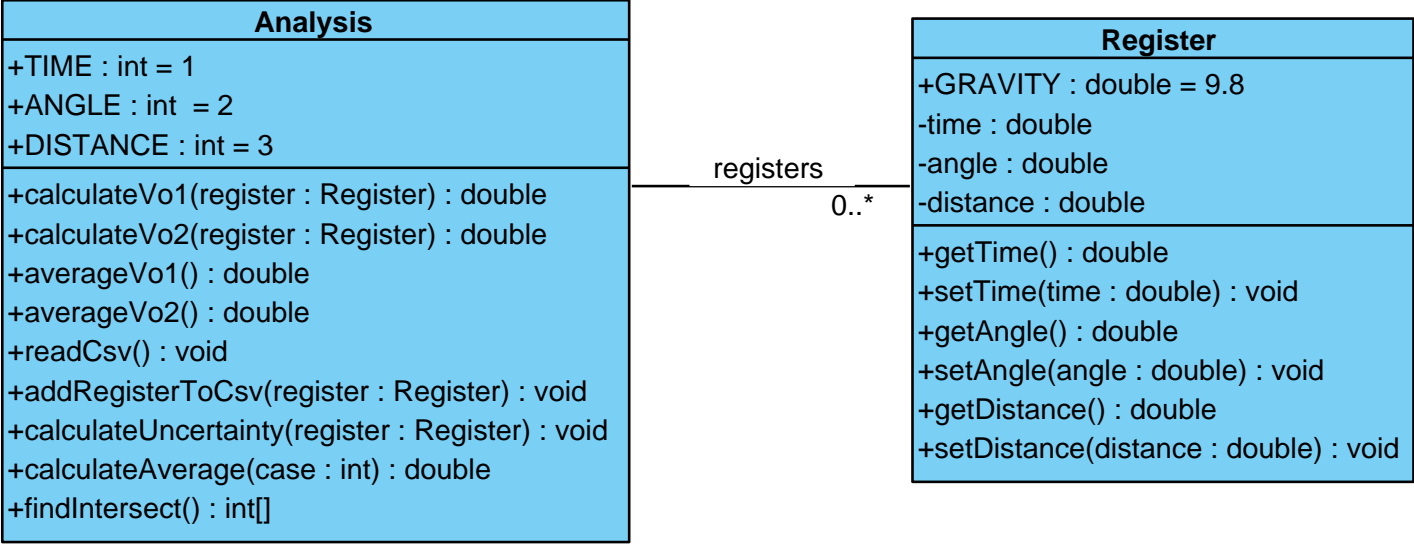 Analysis
+TIME : int = 1
+ANGLE : int  = 2
+DISTANCE : int = 3
+calculateVo1(register : Register) : double
+calculateVo2(register : Register) : double
+averageVo1() : double
+averageVo2() : double
+readCsv() : void
+addRegisterToCsv(register : Register) : void
+calculateUncertainty(register : Register) : void
+calculateAverage(case : int) : double
+findIntersect() : int[]
registers
0..*
Register
+GRAVITY : double = 9.8
-time : double
-angle : double
-distance : double
+getTime() : double
+setTime(time : double) : void
+getAngle() : double
+setAngle(angle : double) : void
+getDistance() : double
+setDistance(distance : double) : void